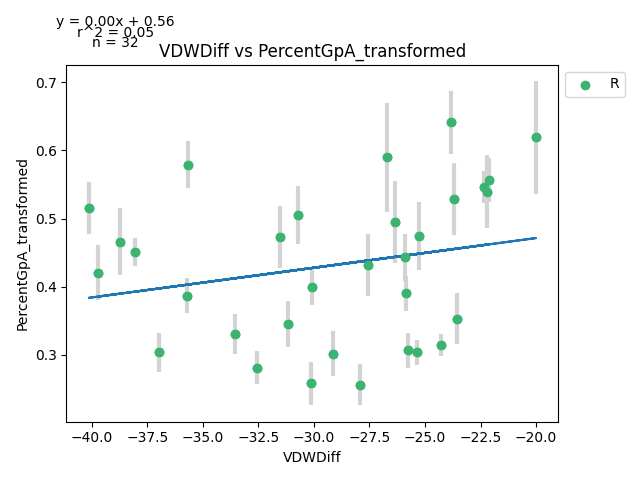 y = 0.00x + 0.56
r^2 = 0.05
n = 32
VDWDiff vs PercentGpA_transformed
R
PercentGpA_transformed
0.7
0.6
0.5
0.4
0.3
−40.0 −37.5 −35.0 −32.5 −30.0 −27.5 −25.0 −22.5 −20.0
VDWDiff